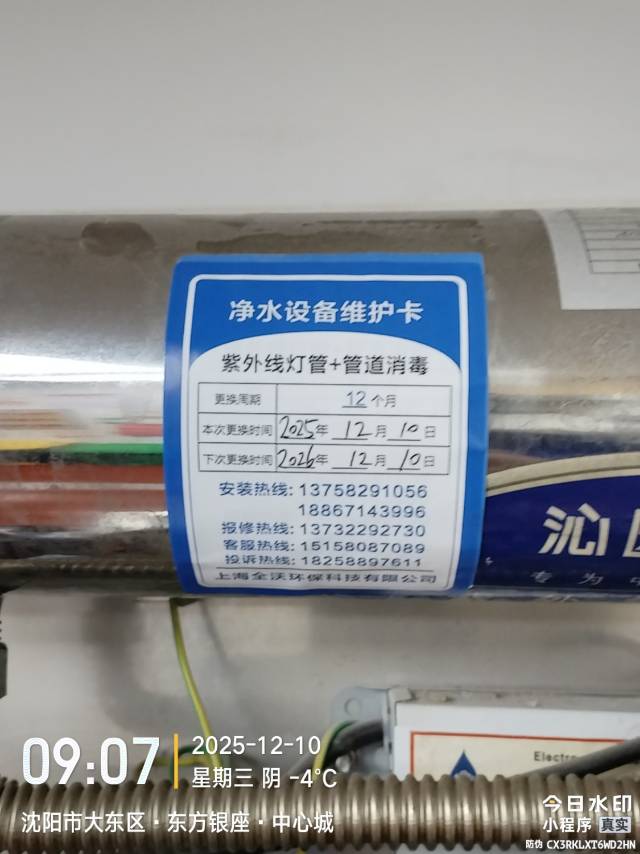 净水设备维护卡
紫外线灯管+管道消毒
更换周期 12个月
本次更换时间 2025年 12月 10日
下次更换时间 2026年 12月 10日
安装热线: 13758291056
18867143996
报修热线: 13732292730
客服热线: 15158087089
投诉热线: 18258897611
上海全沃环保科技有限公司
沁
专为
Electro
09:07
2025-12-10
星期三 阴 -4°C
沈阳市大东区·东方银座·中心城
今日水印
小程序 真实
防伪 CX3RKLXT6WD2HN